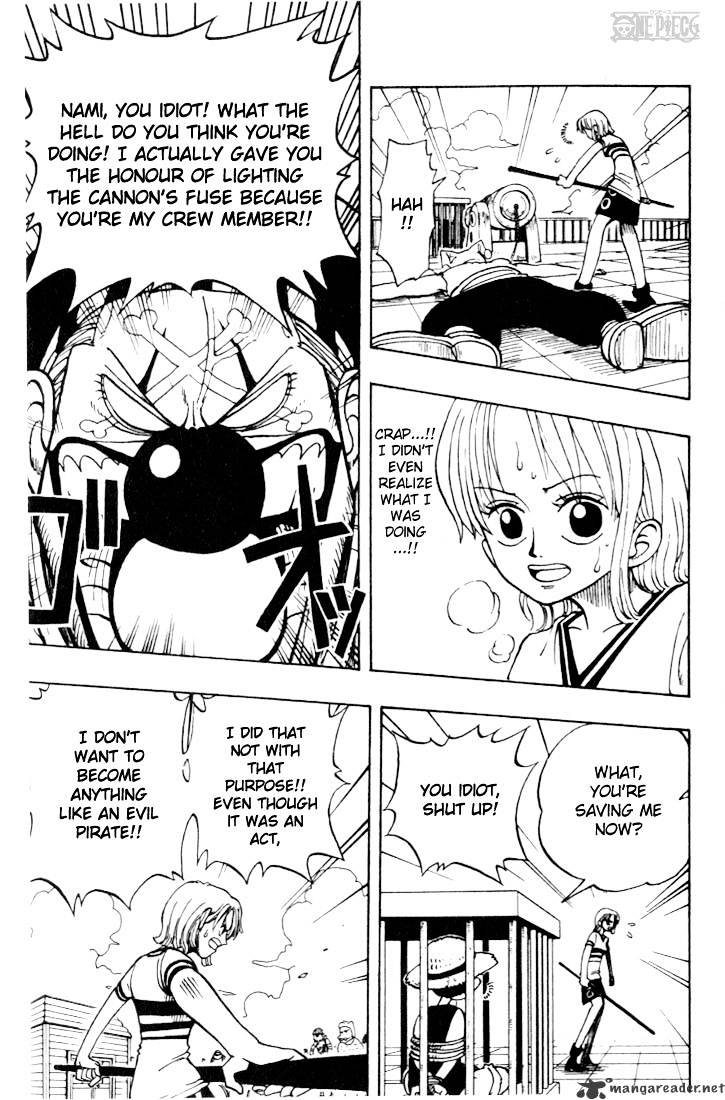 ONE PIECE
HAH
!!
CRAP...!!
I DIDN'T
EVEN
REALIZE
WHAT I
WAS
DOING
...!!
NAMI, YOU IDIOT! WHAT THE
HELL DO YOU THINK YOU'RE
DOING! I ACTUALLY GAVE YOU
THE HONOUR OF LIGHTING
THE CANNON'S FUSE BECAUSE
YOU'RE MY CREW MEMBER!!
WHAT,
YOU'RE
SAVING ME
NOW?
YOU IDIOT,
SHUT UP!
I DID THAT
NOT WITH
THAT
PURPOSE!!
EVEN THOUGH
IT WAS AN
ACT,
I DON'T
WANT TO
BECOME
ANYTHING
LIKE AN EVIL
PIRATE!!
mangareader.net